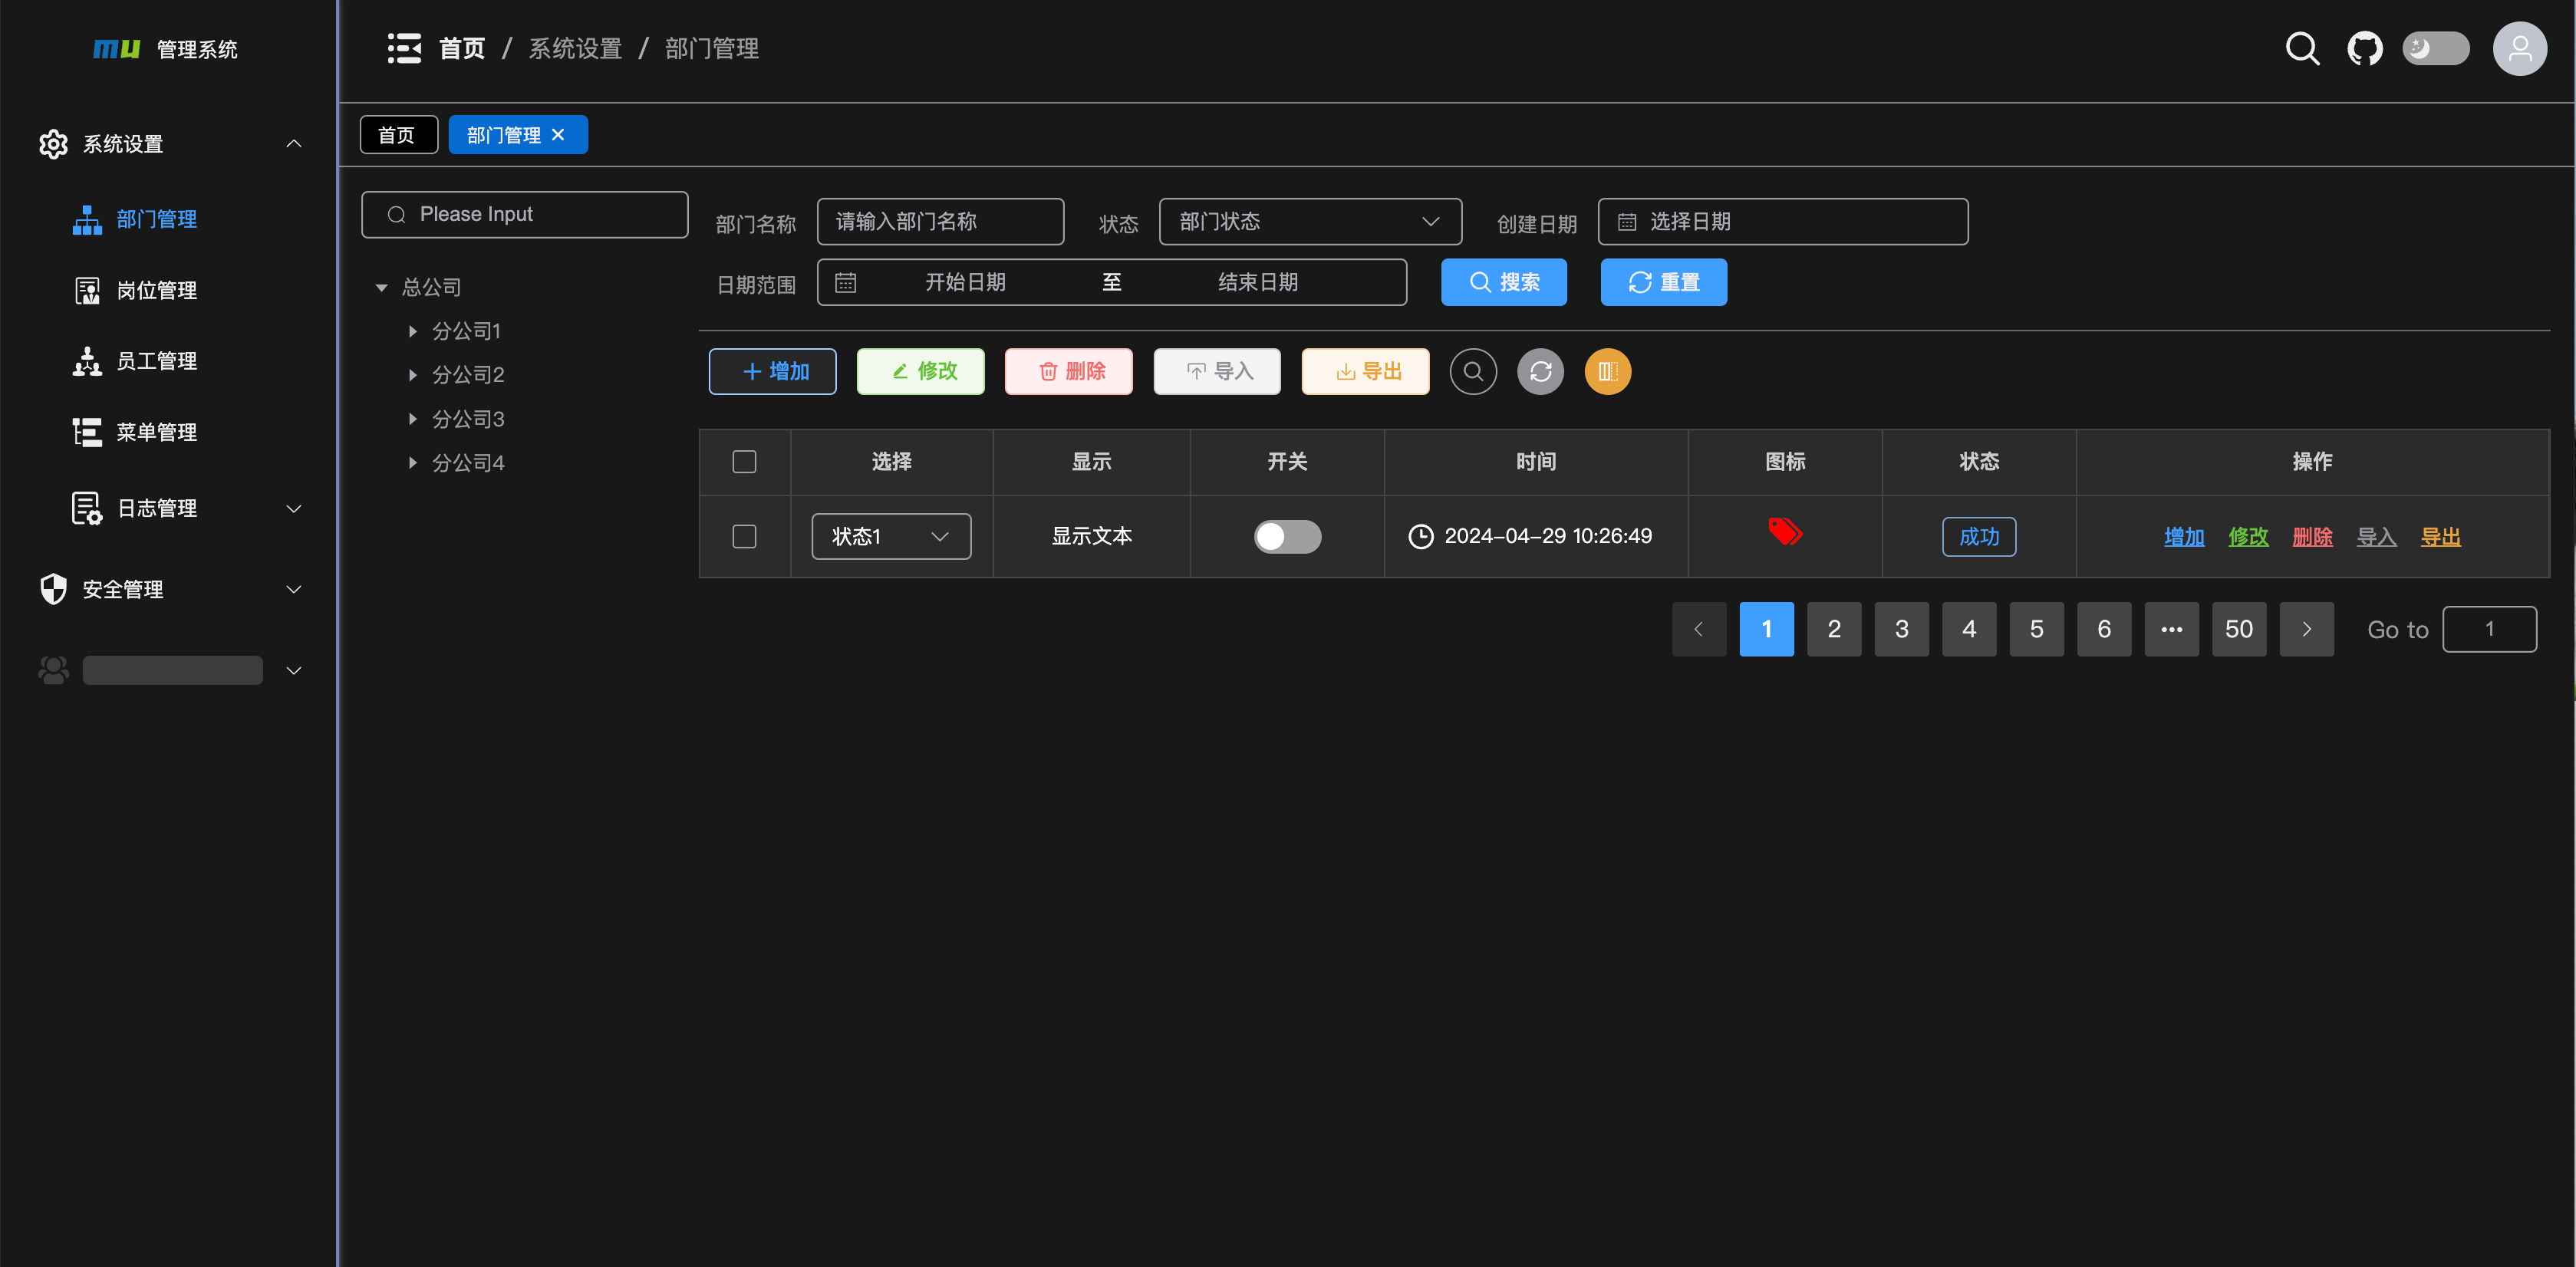 mu 管理系统
首页 / 系统设置 / 部门管理
首页 部门管理
系统设置
部门管理
岗位管理
员工管理
菜单管理
日志管理
安全管理
Please Input
总公司
分公司1
分公司2
分公司3
分公司4
部门名称 请输入部门名称 状态 部门状态 创建日期 选择日期
日期范围 开始日期 至 结束日期 搜索 重置
增加 修改 删除 导入 导出
选择 显示 开关 时间 图标 状态 操作
状态1 显示文本 2024-04-29 10:26:49 成功 增加 修改 删除 导入 导出
1 2 3 4 5 6 ••• 50 Go to 1